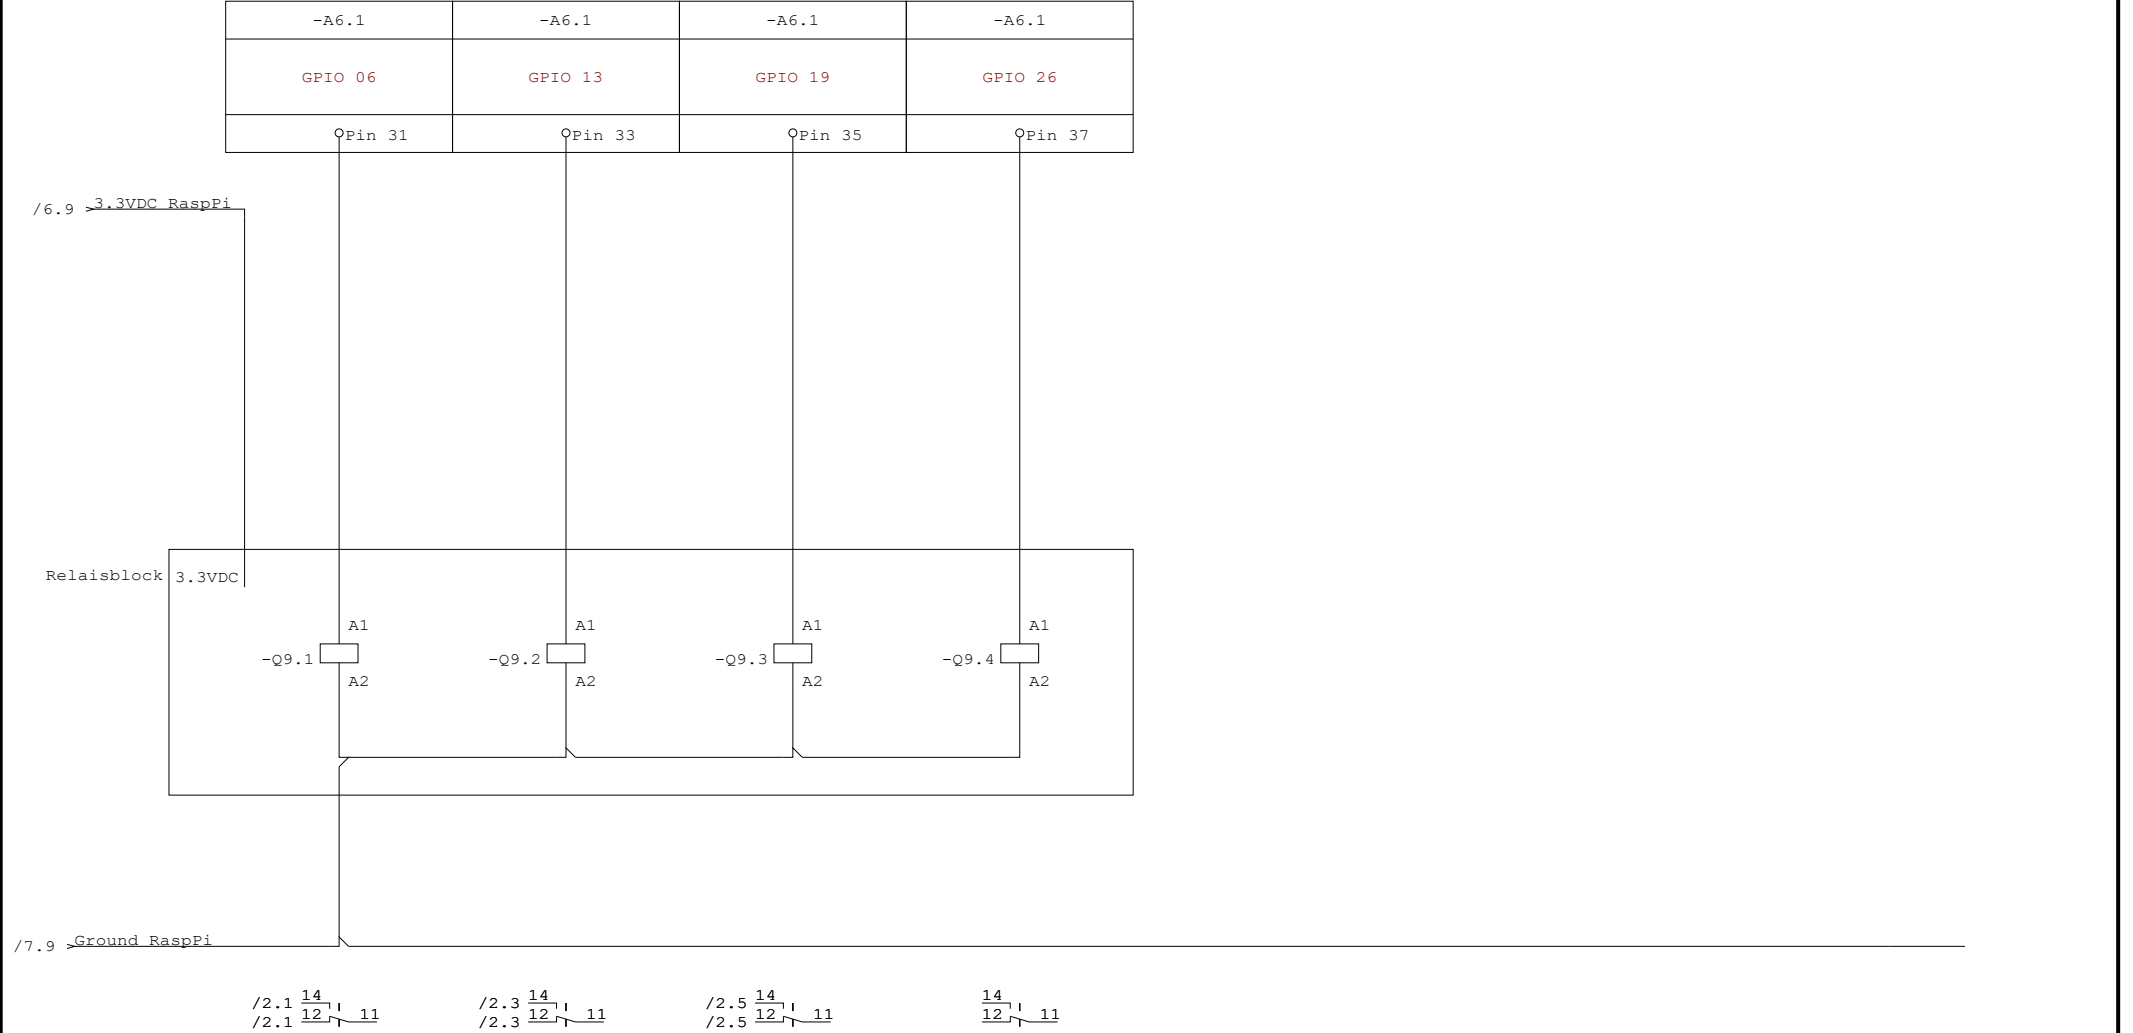 -A6.1 -A6.1 -A6.1 -A6.1
GPIO 06 GPIO 13 GPIO 19 GPIO 26
Pin 31 Pin 33 Pin 35 Pin 37
/6.9 3.3VDC RaspPi
Relaisblock 3.3VDC
A1 A1 A1 A1
-Q9.1 -Q9.2 -Q9.3 -Q9.4
A2 A2 A2 A2
/7.9 Ground RaspPi
/2.1 14 /2.3 14 /2.5 14 14
/2.1 12 11 /2.3 12 11 /2.5 12 11 12 11